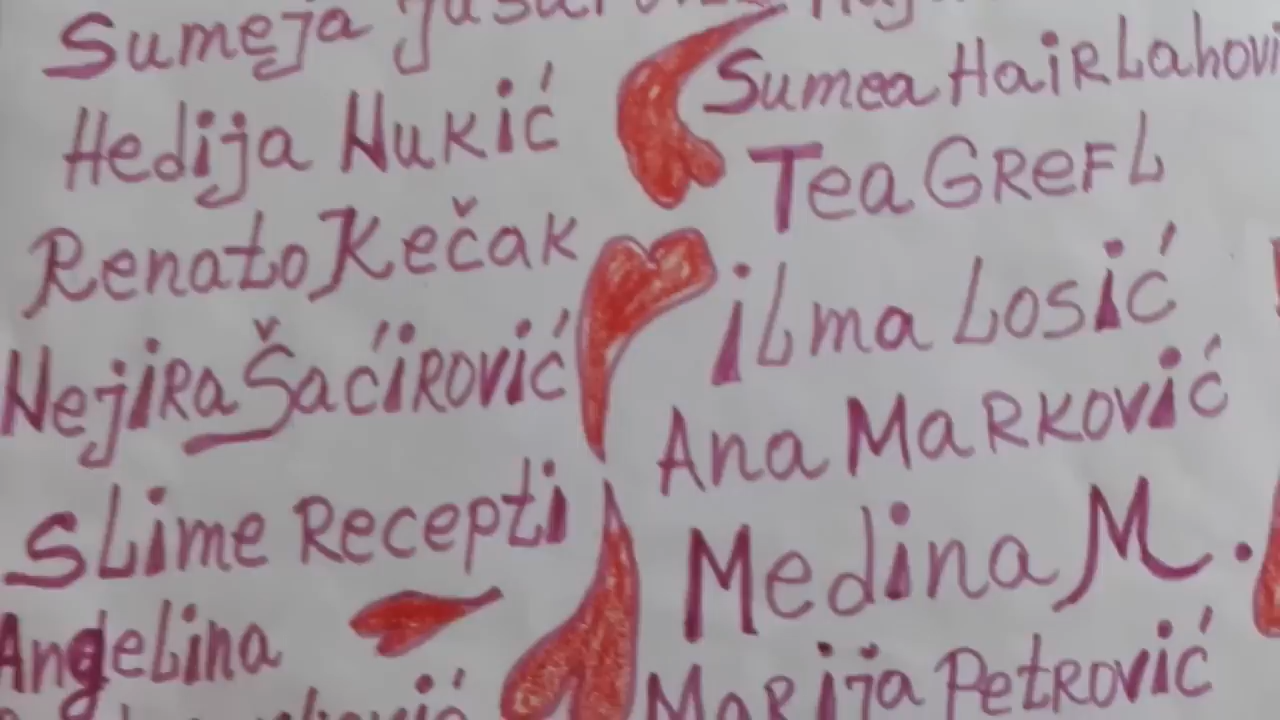 Sumeja
Hedija Nukić
Renato Kečak
Nejira Šaćirović
Slime Recepti
Angelina
Sumea Hairlahovi
Tea Grefl
ilma Losić
Ana Marković
Medina M.
Marija Petrović